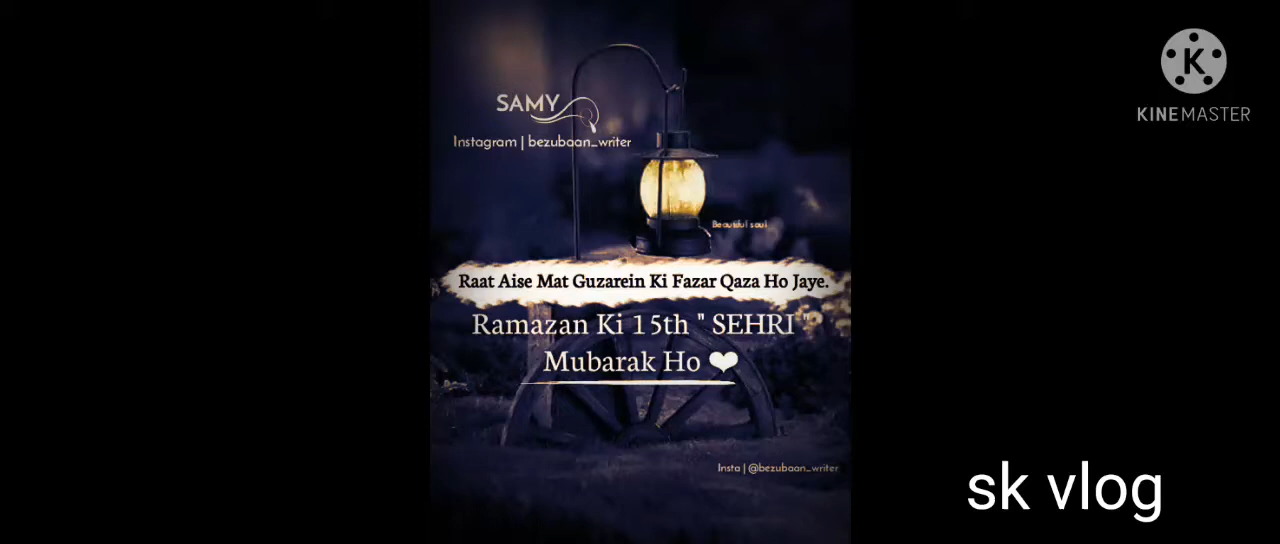 SAMY
Instagram | bezubaan_writer
Beautiful soul
Raat Aise Mat Guzarein Ki Fazar Qaza Ho Jaye.
Ramazan Ki 15th " SEHRI "
Mubarak Ho ❤
Insta | @bezubaan_writer
K
KINEMASTER
sk vlog